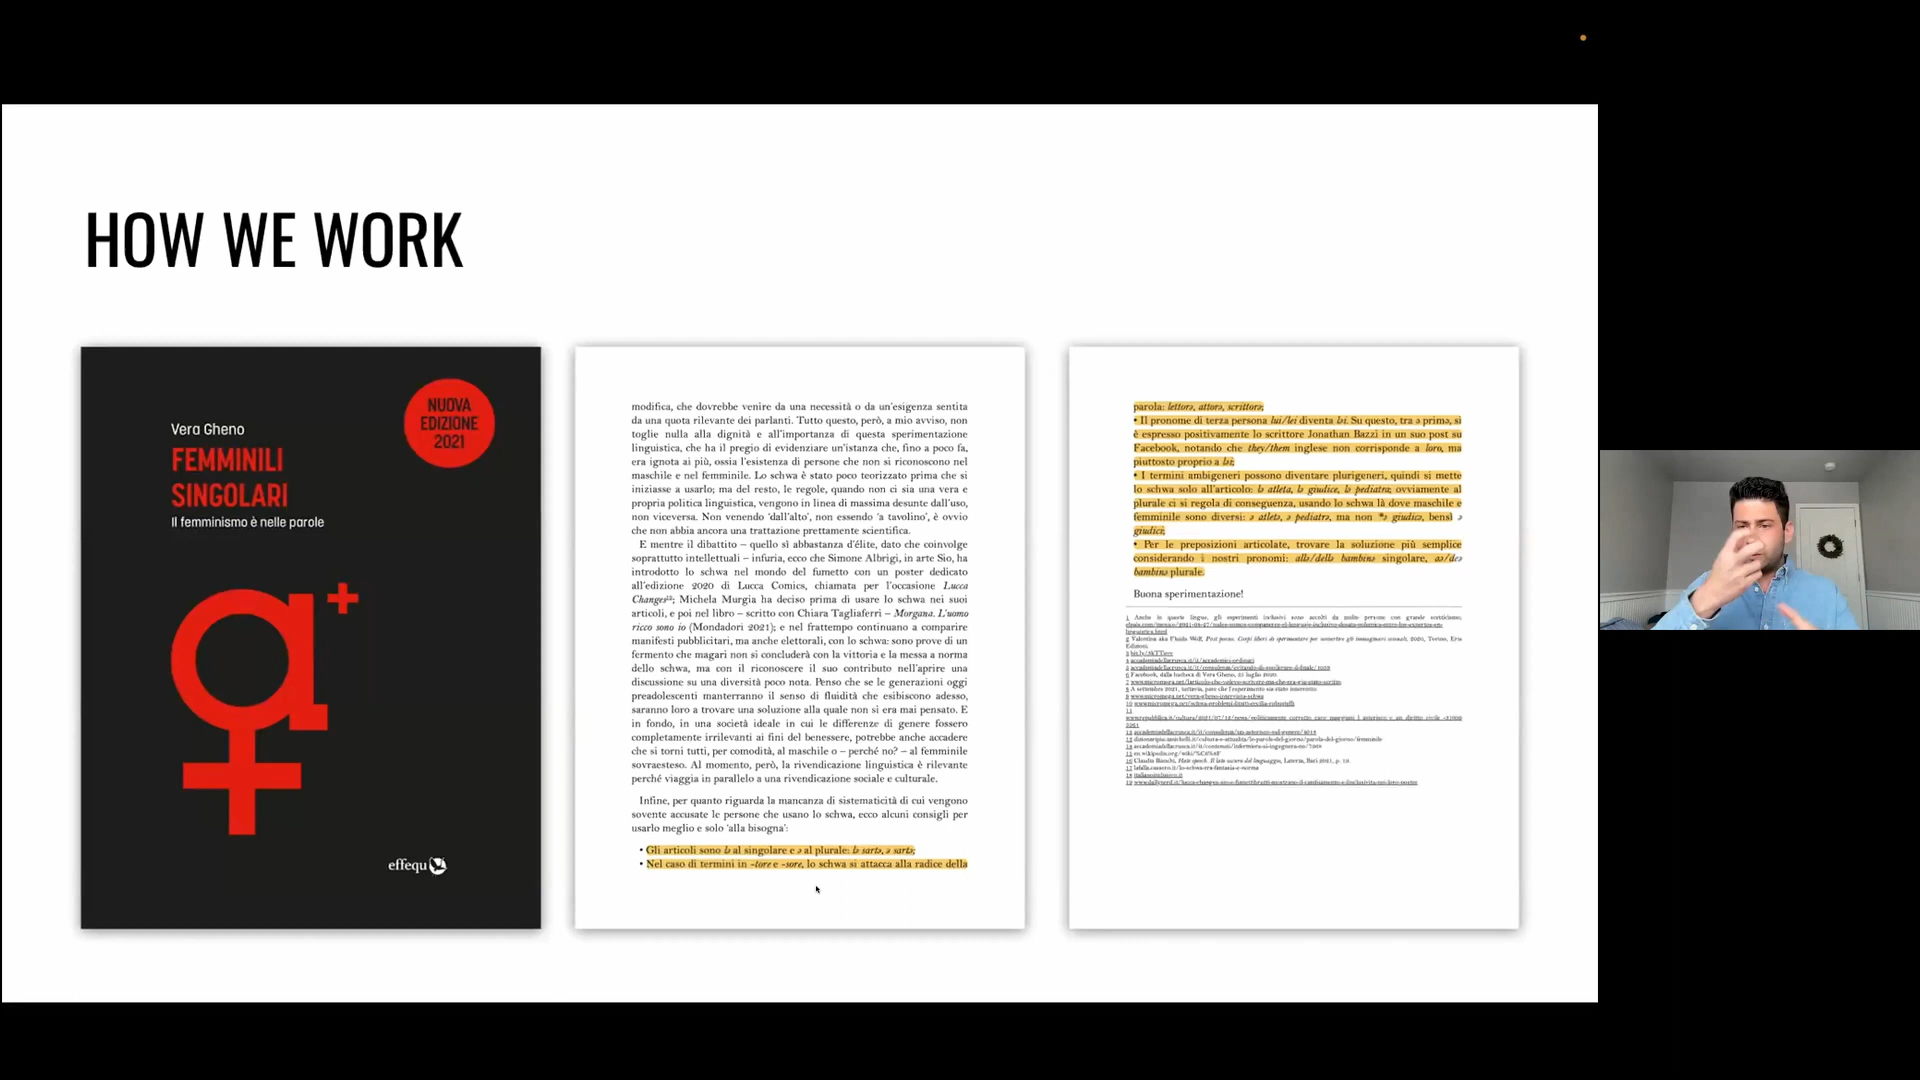 HOW WE WORK
NUOVA
EDIZIONE
2021
Vera Gheno
FEMMINILI
SINGOLARI
Il femminismo è nelle parole
effequ
modifica, che dovrebbe venire da una necessità o da un'esigenza sentita
da una quota rilevante dei parlanti. Tutto questo, però, a mio avviso, non
toglie nulla alla dignità e all'importanza di questa sperimentazione
linguistica, che ha il pregio di evidenziare un'istanza che, fino a poco fa,
era ignota ai più, ossia l'esistenza di persone che non si riconoscono nel
maschile e nel femminile. Lo schwa è stato poco teorizzato prima che si
iniziasse a usarlo; ma del resto, le regole, quando non ci sia una vera e
propria politica linguistica, vengono in linea di massima desunte dall'uso,
non viceversa. Non venendo 'dall'alto', non essendo 'a tavolino', è ovvio
che non abbia ancora una trattazione prettamente scientifica.
E mentre il dibattito – quello sì abbastanza d'élite, dato che coinvolge
soprattutto intellettuali – infuria, ecco che Simone Albrigi, in arte Sio, ha
introdotto lo schwa nel mondo del fumetto con un poster dedicato
all'edizione 2020 di Lucca Comics, chiamata per l'occasione Lucca
Changes¹⁹; Michela Murgia ha deciso prima di usare lo schwa nei suoi
articoli, e poi nel libro – scritto con Chiara Tagliaferri – Morgana. L'uomo
ricco sono io (Mondadori 2021); e nel frattempo continuano a comparire
manifesti pubblicitari, ma anche elettorali, con lo schwa: sono prove di un
fermento che magari non si concluderà con la vittoria e la messa a norma
dello schwa, ma con il riconoscere il suo contributo nell'aprire una
discussione su una diversità poco nota. Penso che se le generazioni oggi
preadolescenti manterranno il senso di fluidità che esibiscono adesso,
saranno loro a trovare una soluzione alla quale non si era mai pensato. E
in fondo, in una società ideale in cui le differenze di genere fossero
completamente irrilevanti ai fini del benessere, potrebbe anche accadere
che si torni tutti, per comodità, al maschile o – perché no? – al femminile
sovraesteso. Al momento, però, la rivendicazione linguistica è rilevante
perché viaggia in parallelo a una rivendicazione sociale e culturale.
Infine, per quanto riguarda la mancanza di sistematicità di cui vengono
sovente accusate le persone che usano lo schwa, ecco alcuni consigli per
usarlo meglio e solo 'alla bisogna':
• Gli articoli sono lə al singolare e ə al plurale: lə sartə, ə sartə;
• Nel caso di termini in -tore e -sore, lo schwa si attacca alla radice della
parola: lettorə, attorə, scrittorə;
• Il pronome di terza persona lui/lei diventa ləi. Su questo, tra ə primə, si
è espresso positivamente lo scrittore Jonathan Bazzi in un suo post su
Facebook, notando che they/them inglese non corrisponde a loro, ma
piuttosto proprio a ləi;
• I termini ambigeneri possono diventare plurigeneri, quindi si mette
lo schwa solo all'articolo: lə atleta, lə giudice, lə pediatra; ovviamente al
plurale ci si regola di conseguenza, usando lo schwa là dove maschile e
femminile sono diversi: ə atletə, ə pediatrə, ma non *ə giudicə, bensì ə
giudici;
• Per le preposizioni articolate, trovare la soluzione più semplice
considerando i nostri pronomi: allə/dellə bambinə singolare, aə/deə
bambinə plurale.
Buona sperimentazione!